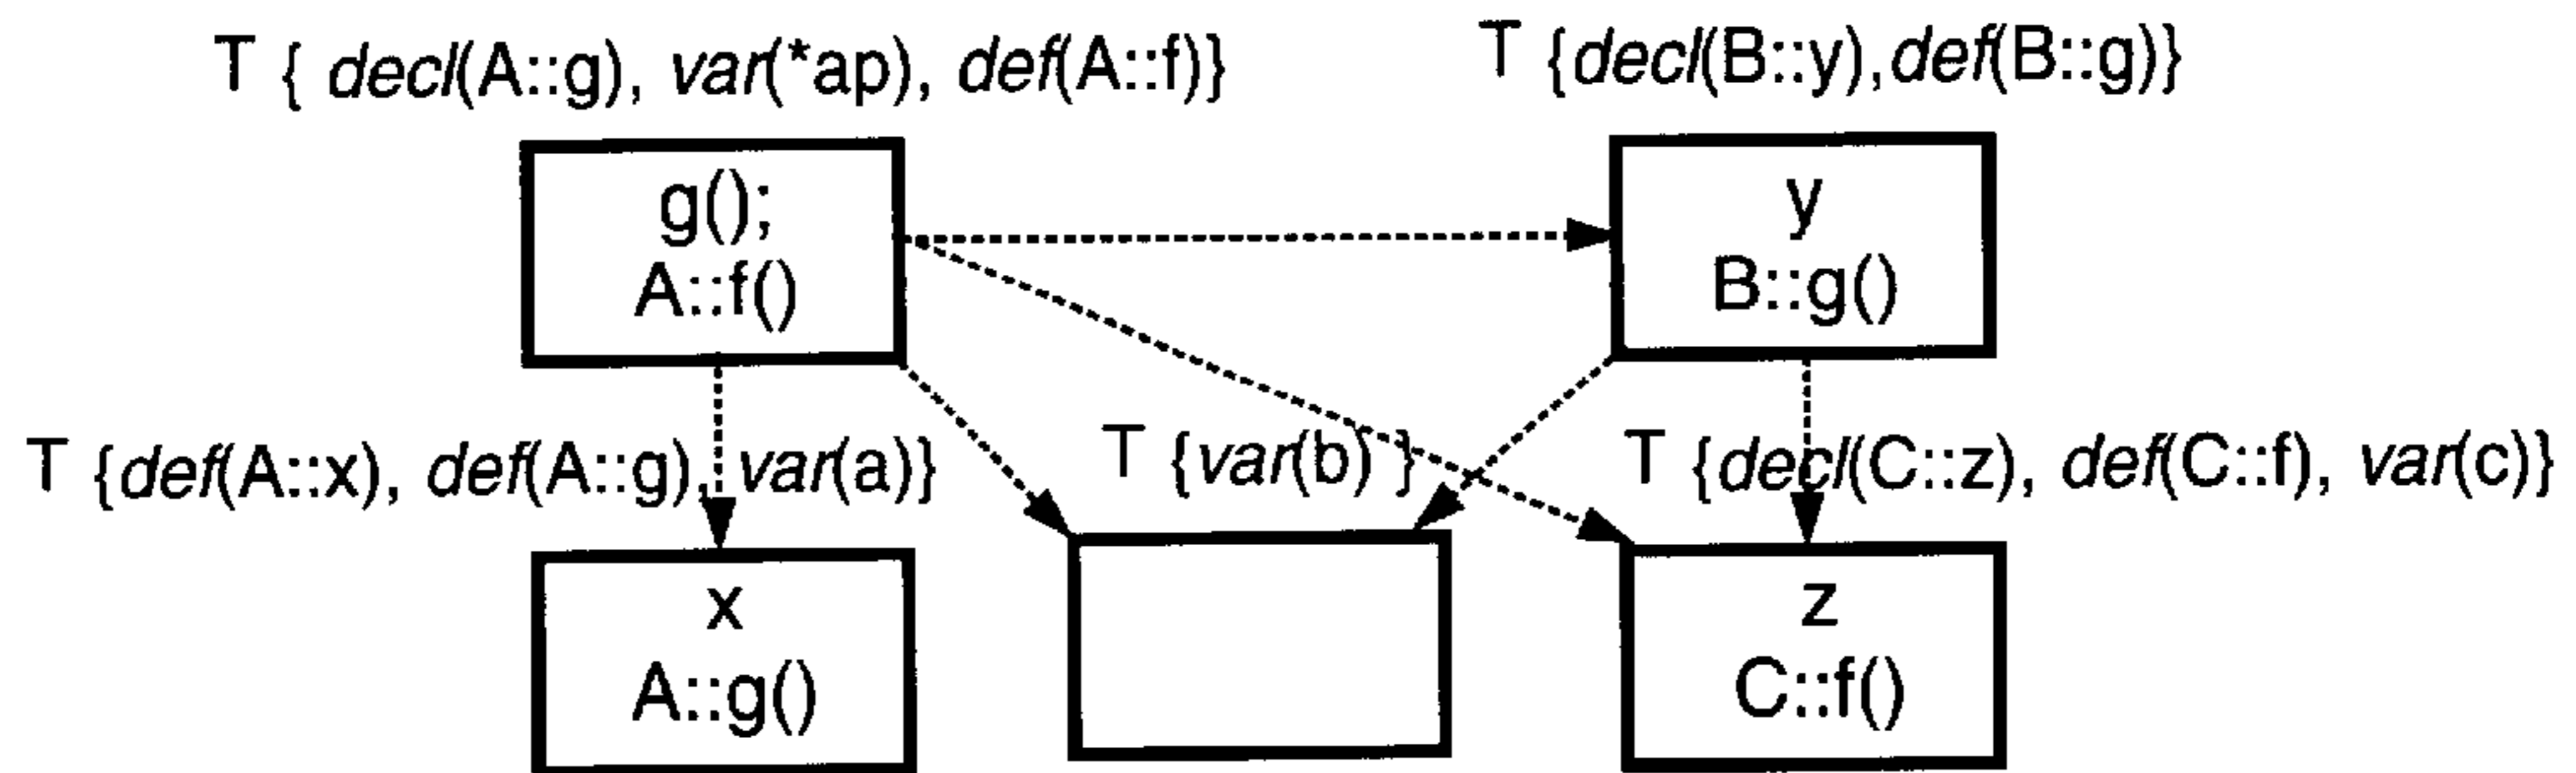 T { decl(A::g), var(*ap), def(A::f)}
T {decl(B::y),def(B::g)}
g();
A::f()
y
B::g()
T {def(A::x), def(A::g), var(a)}
T {var(b) }
T {decl(C::z), def(C::f), var(c)}
x
A::g()
z
C::f()